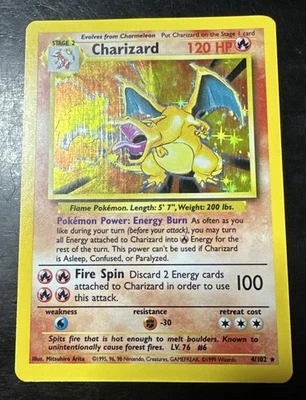 Evolves from Charmeleon Put Charizard on the Stage 1 card
STAGE 2
Charizard 120 HP
Flame Pokémon. Length: 5' 7", Weight: 200 lbs.
Pokémon Power: Energy Burn As often as you
like during your turn (before your attack), you may turn
all Energy attached to Charizard into Energy for the rest
of the turn. This power can't be used if Charizard
is Asleep, Confused, or Paralyzed.
Fire Spin Discard 2 Energy cards
attached to Charizard in order to use
this attack.
100
weakness resistance retreat cost
-30
Spits fire that is hot enough to melt boulders. Known to
unintentionally cause forest fires. LV. 76 #6
Illus. Mitsuhiro Arita ©1995, 96, 98 Nintendo, Creatures, GAMEFREAK. ©1999 Wizards. 4/102